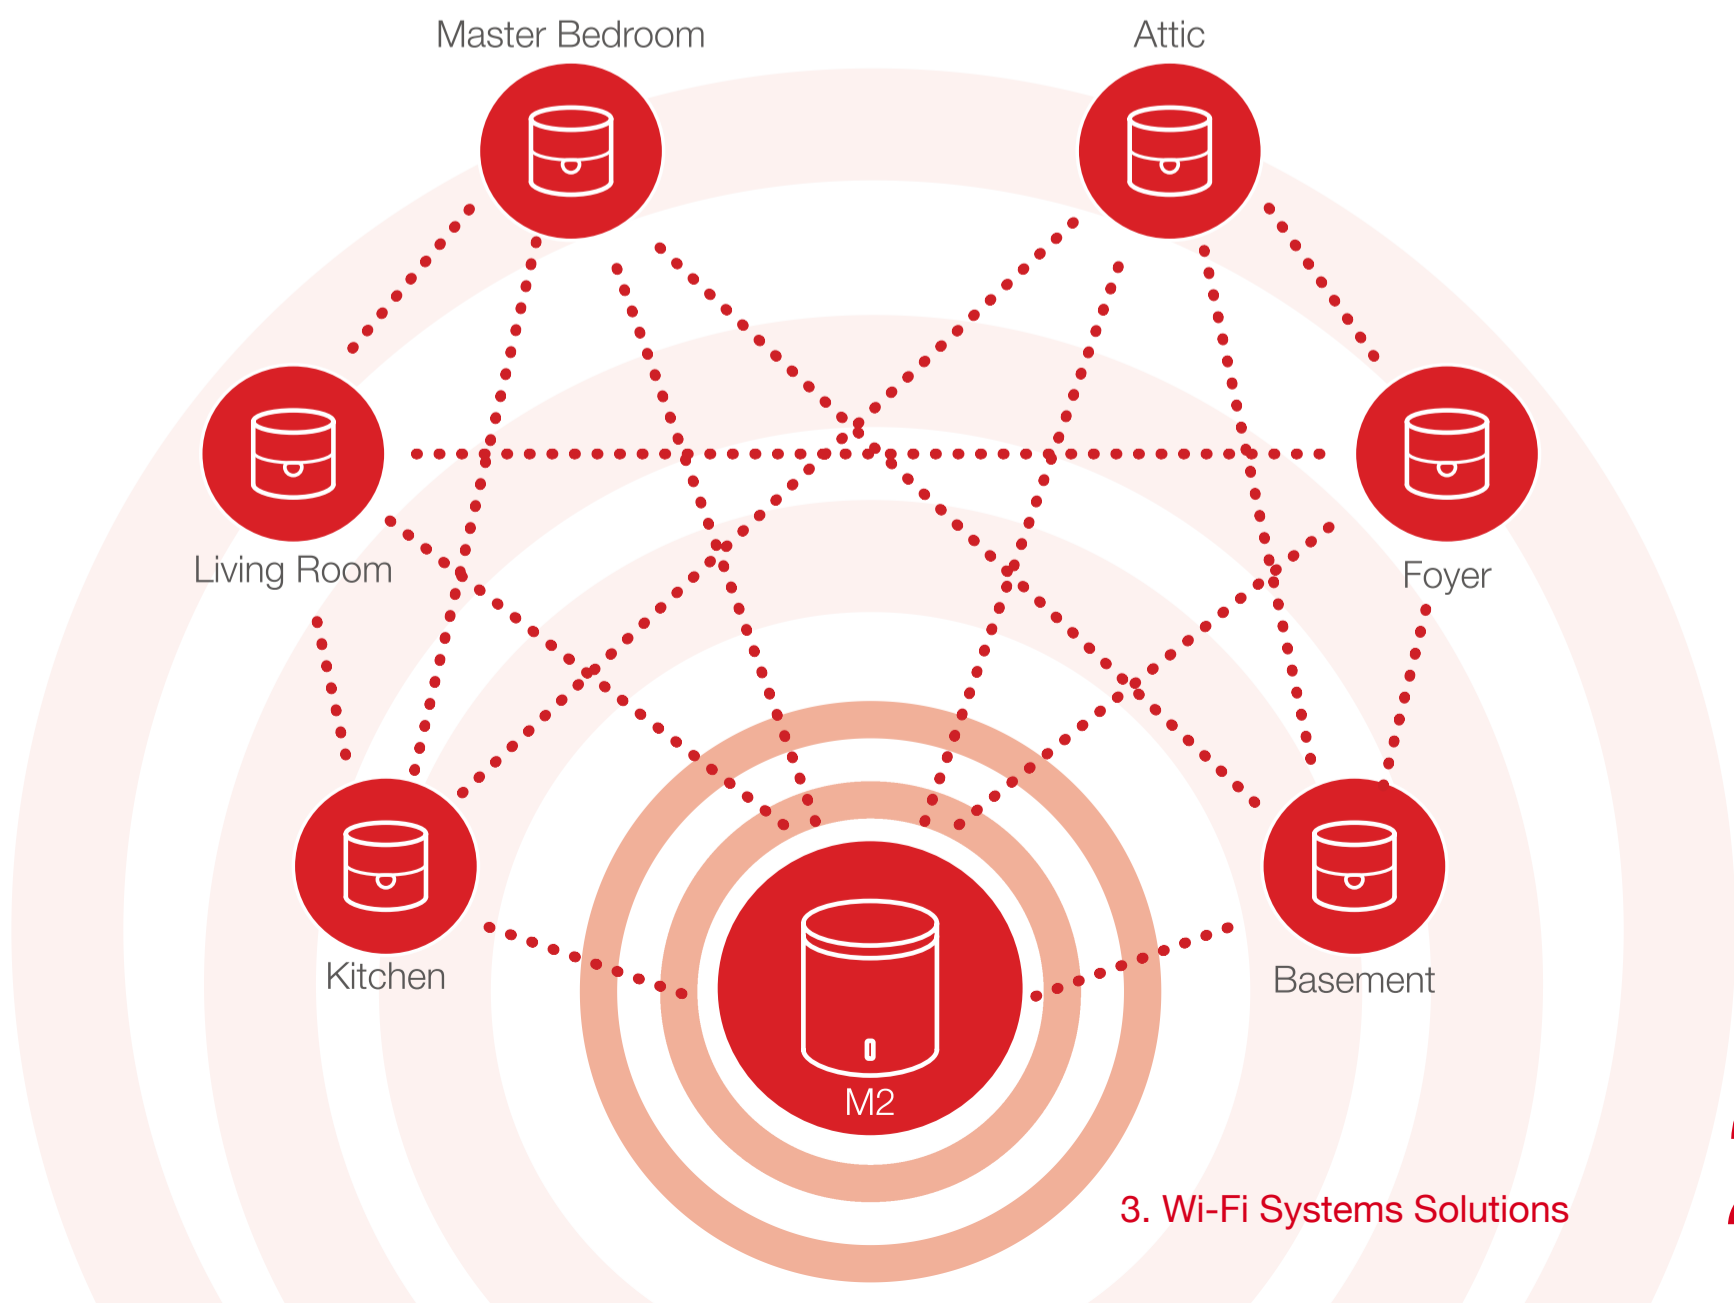 Master Bedroom
Attic
Living Room
Foyer
Kitchen
Basement
M2
3. Wi-Fi Systems Solutions